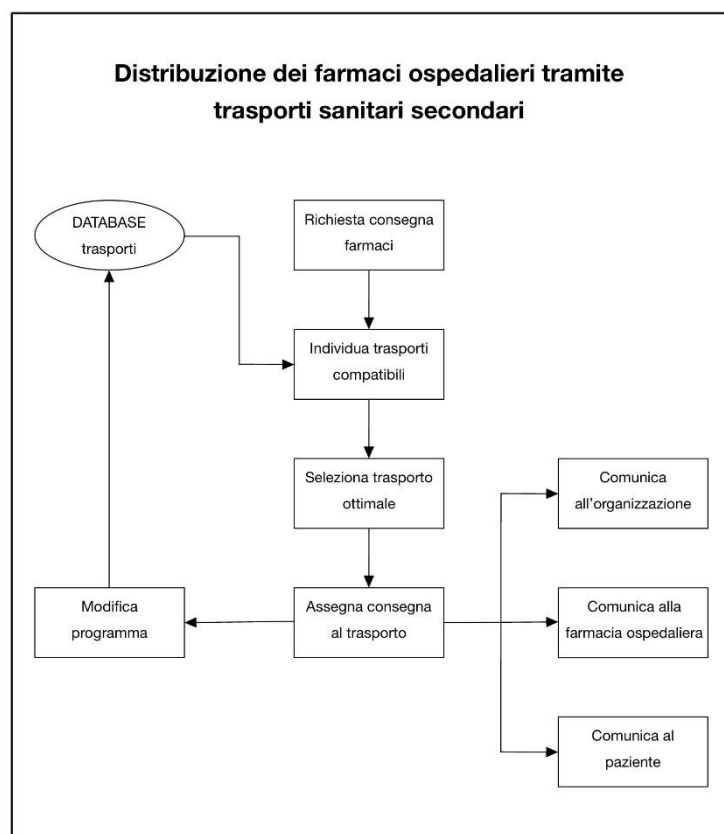 Distribuzione dei farmaci ospedalieri tramite
trasporti sanitari secondari
DATABASE
trasporti
Richiesta consegna
farmaci
Individua trasporti
compatibili
Seleziona trasporto
ottimale
Comunica
all’organizzazione
Modifica
programma
Assegna consegna
al trasporto
Comunica alla
farmacia ospedaliera
Comunica al
paziente